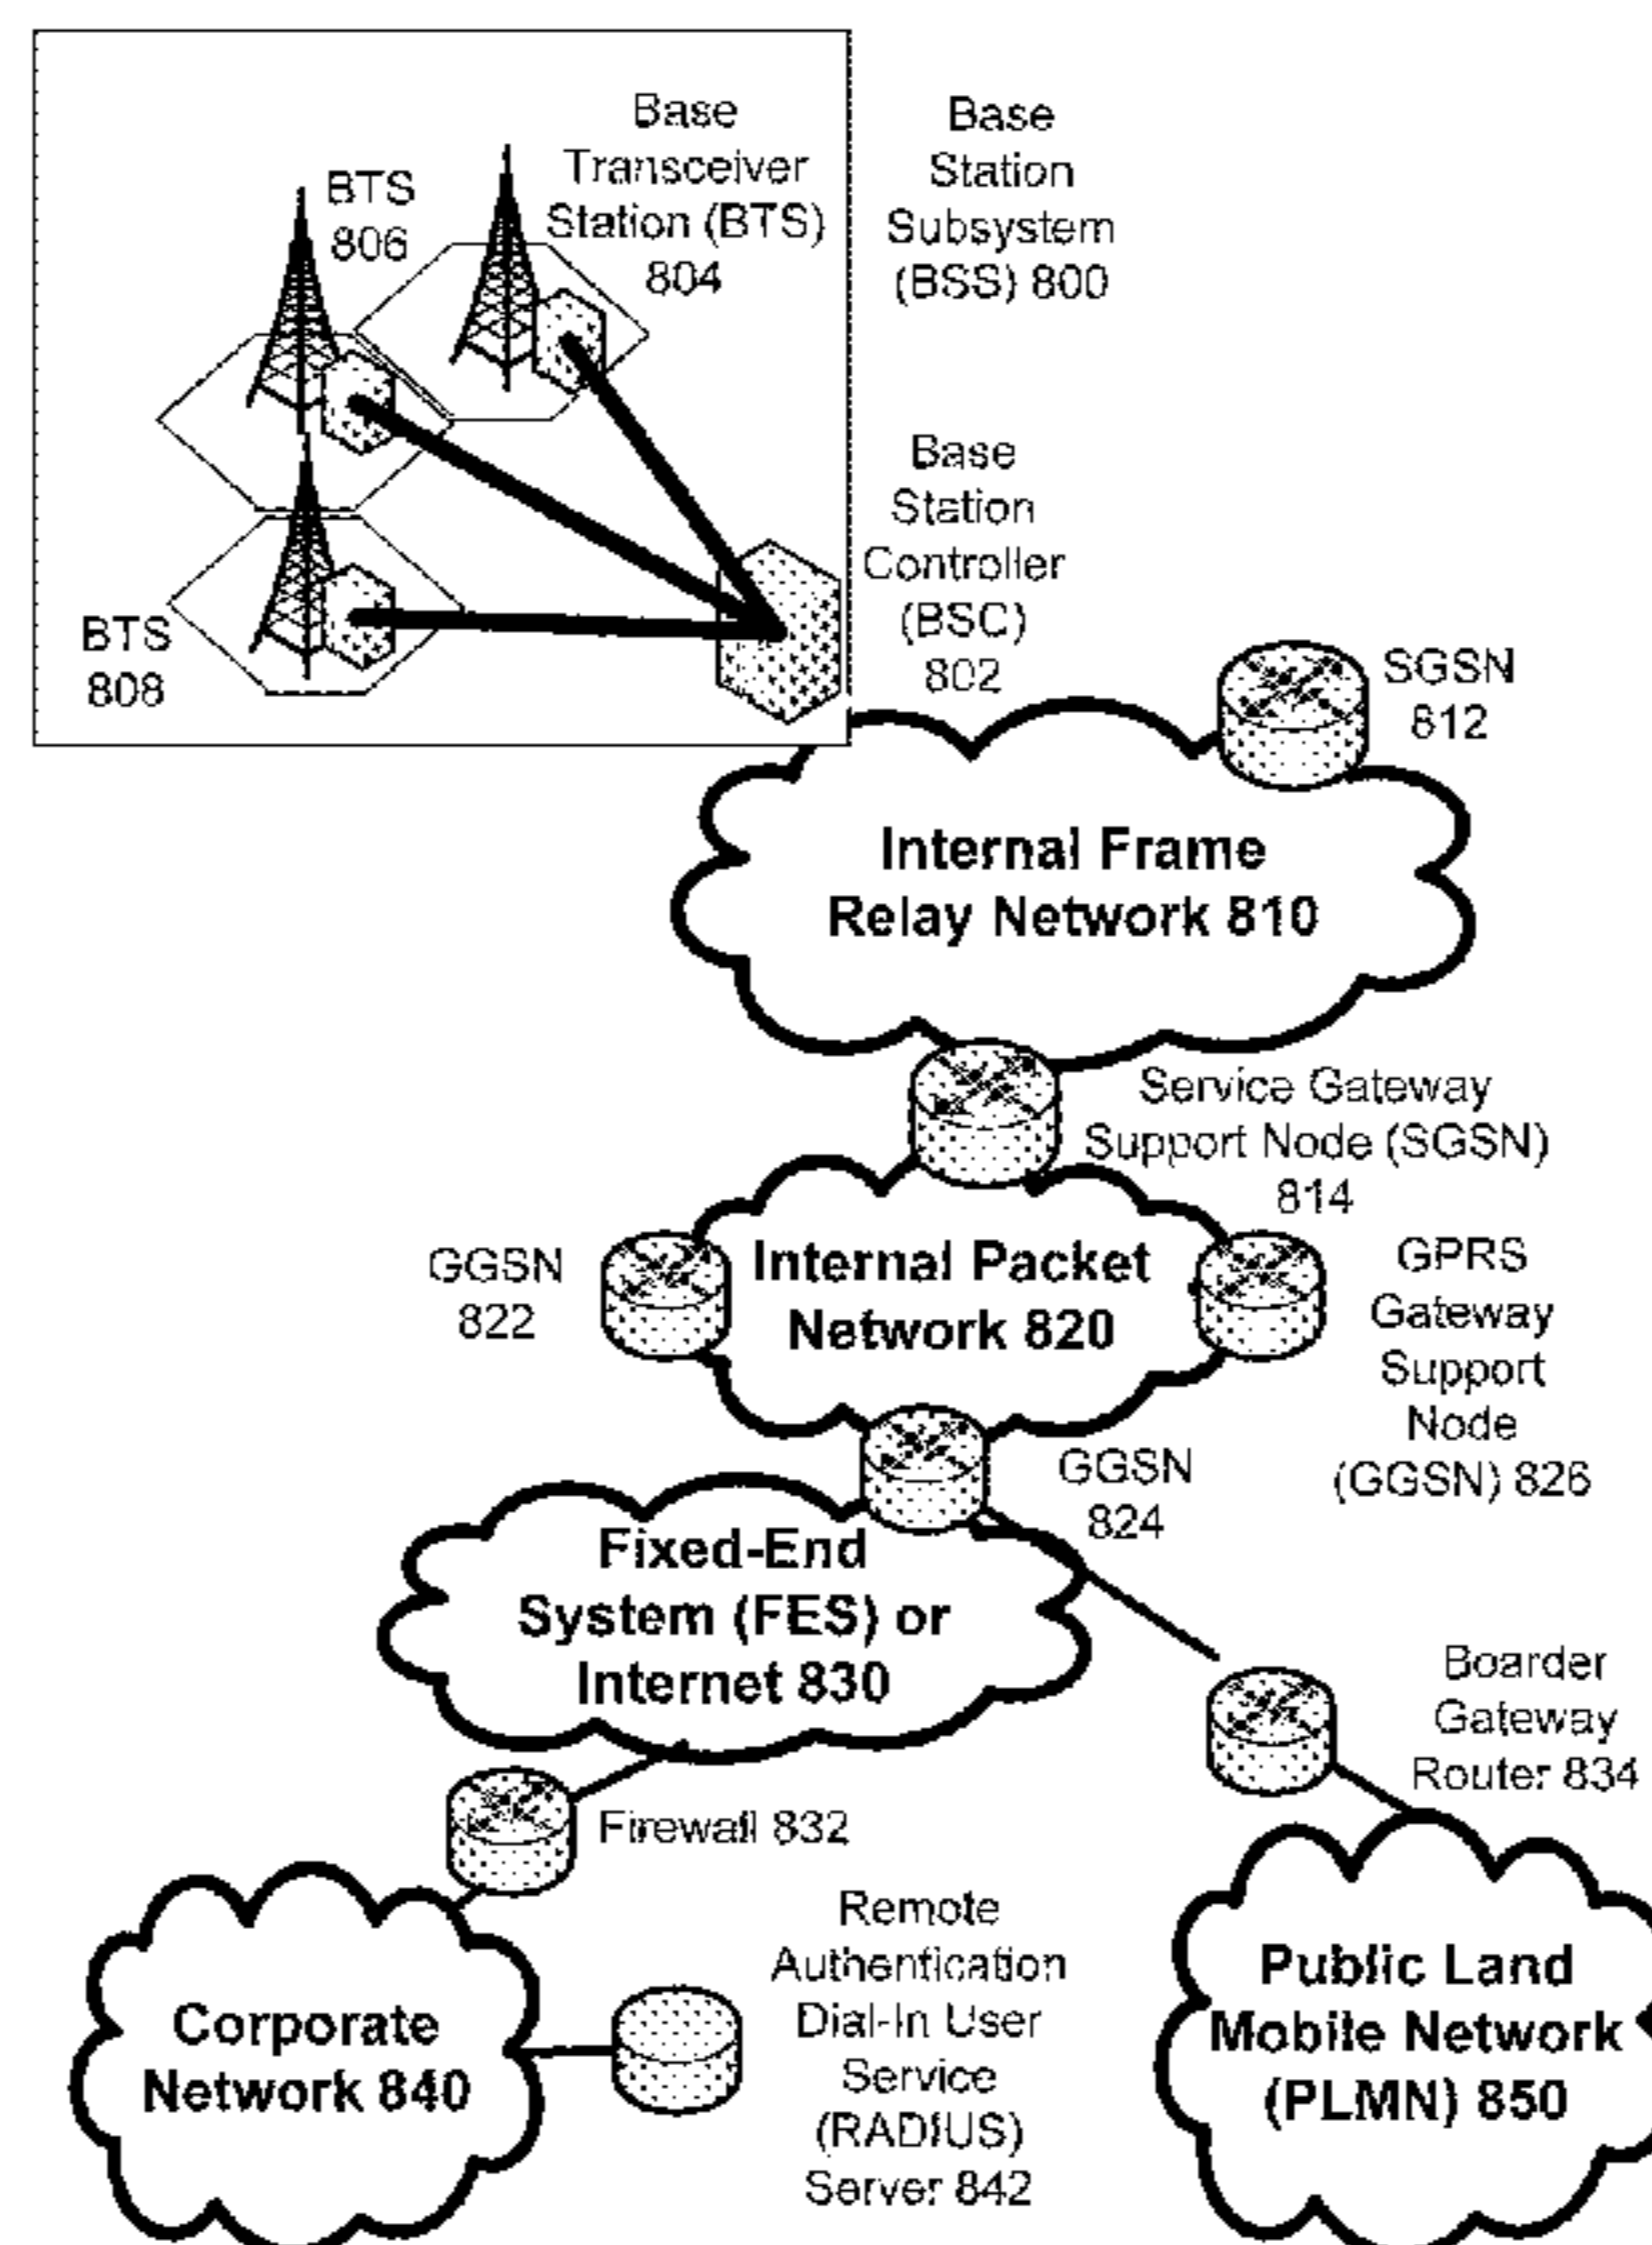 Base
Transceiver
Station (BTS)
804
BTS
806
Base
Station
Subsystem
(BSS) 800
Base
Station
Controller
(BSC)
802
BTS
808
SGSN
812
Internal Frame
Relay Network 810
Service Gateway
Support Node (SGSN)
814
GGSN
822
Internal Packet
Network 820
GPRS
Gateway
Support
Node
(GGSN) 826
GGSN
824
Fixed-End
System (FES) or
Internet 830
Boarder
Gateway
Router 834
Firewall 832
Remote
Authentication
Dial-In User
Service
(RADIUS)
Server 842
Corporate
Network 840
Public Land
Mobile Network
(PLMN) 850